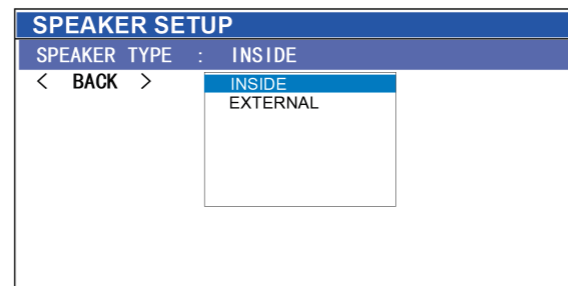 SPEAKER SETUP
SPEAKER TYPE : INSIDE
< BACK >
INSIDE
EXTERNAL